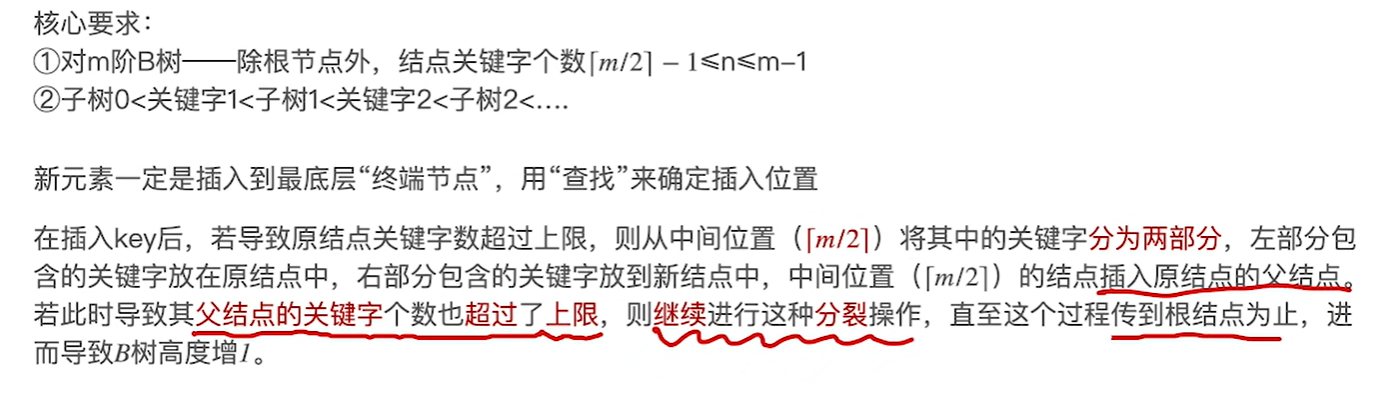 核心要求：
①对m阶B树——除根节点外，结点关键字个数⌈m/2⌉ − 1≤n≤m–1
②子树0<关键字1<子树1<关键字2<子树2<….
新元素一定是插入到最底层“终端节点”，用“查找”来确定插入位置
在插入key后，若导致原结点关键字数超过上限，则从中间位置（⌈m/2⌉）将其中的关键字分为两部分，左部分包
含的关键字放在原结点中，右部分包含的关键字放到新结点中，中间位置（⌈m/2⌉）的结点插入原结点的父结点。
若此时导致其父结点的关键字个数也超过了上限，则继续进行这种分裂操作，直至这个过程传到根结点为止，进
而导致B树高度增1。